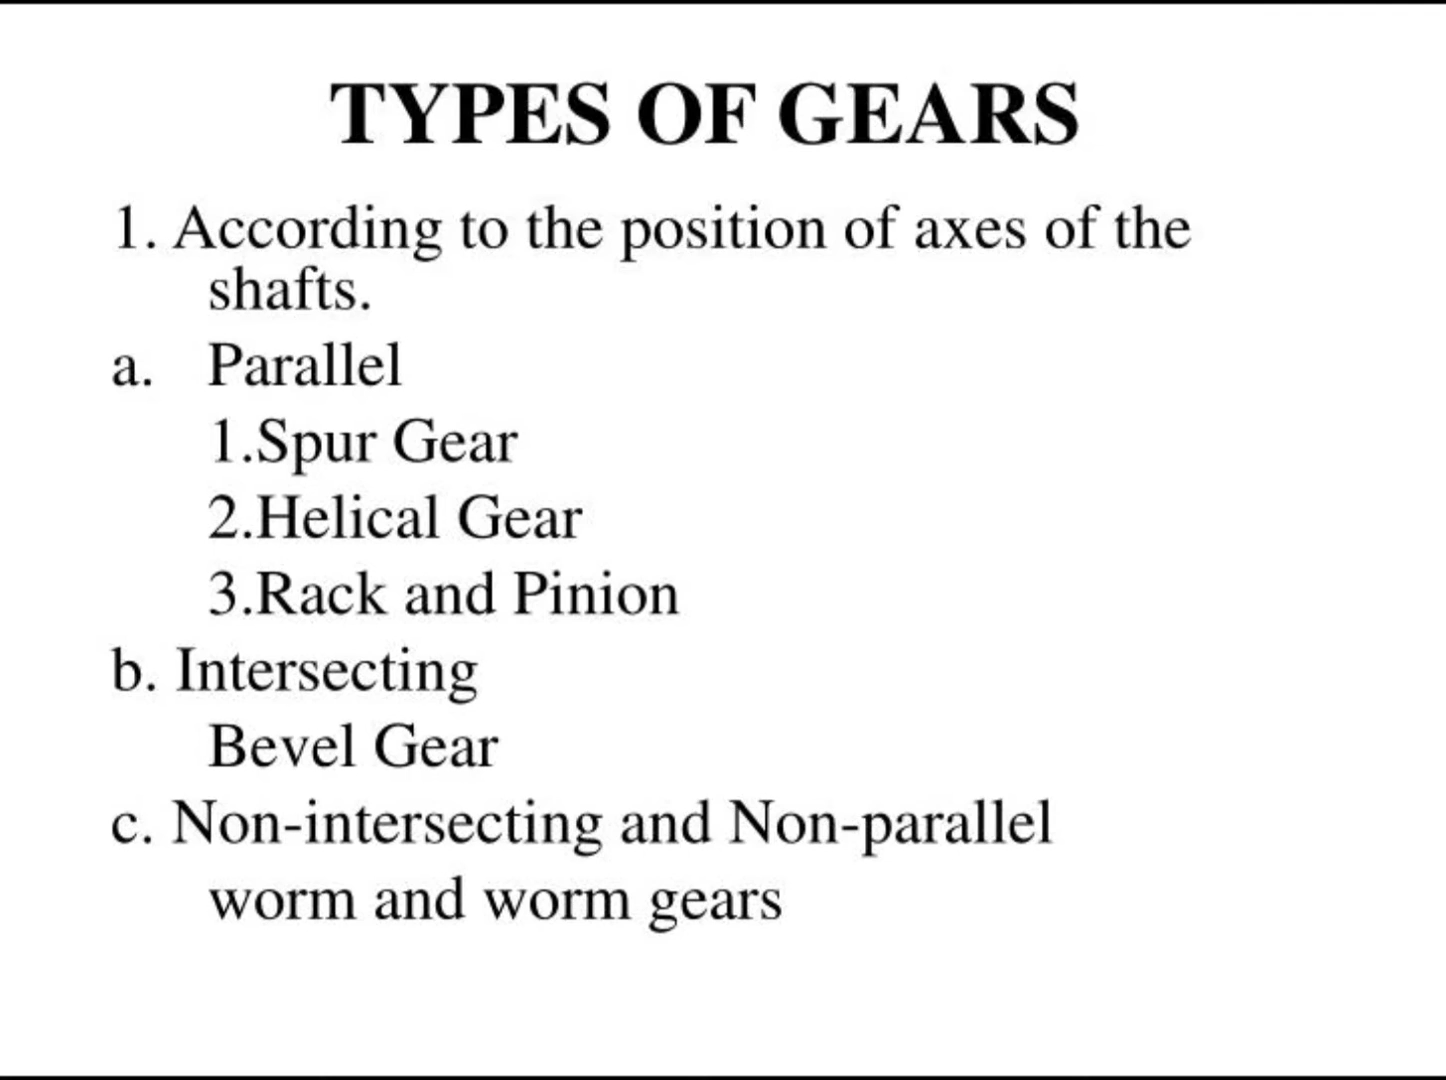 TYPES OF GEARS
1. According to the position of axes of the
shafts.
a. Parallel
1.Spur Gear
2.Helical Gear
3.Rack and Pinion
b. Intersecting
Bevel Gear
c. Non-intersecting and Non-parallel
worm and worm gears